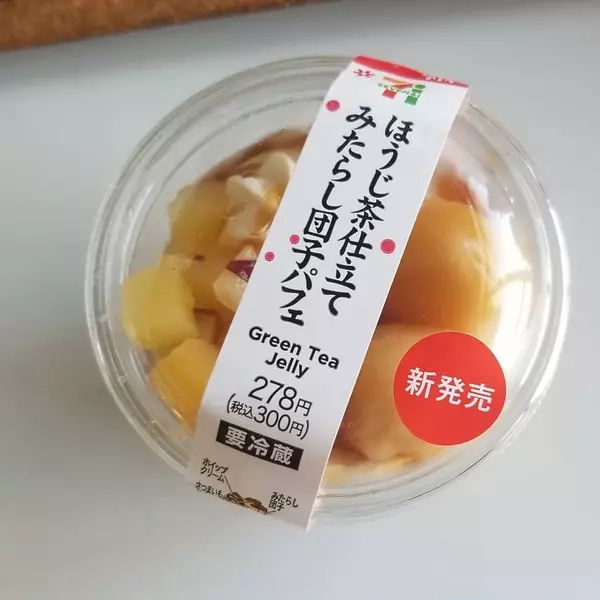 SEVEN
ほうじ茶仕立て
みたらし団子パフェ
Green Tea
Jelly
278円
(税込300円)
要冷蔵
新発売
ホイップ
クリーム
さつまいも
みたらし
団子